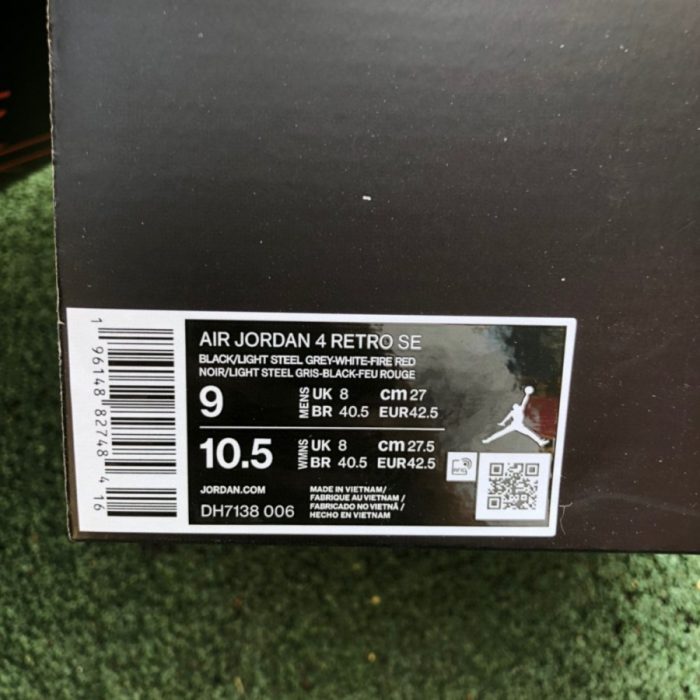 AIR JORDAN 4 RETRO SE
BLACK/LIGHT STEEL GREY-WHITE-FIRE RED
NOIR/LIGHT STEEL GRIS-BLACK-FEU ROUGE
9 MENS UK 8 cm 27
BR 40.5 EUR 42.5
10.5 WMNS UK 8 cm 27.5
BR 40.5 EUR 42.5
JORDAN.COM
DH7138 006
MADE IN VIETNAM/
FABRIQUE AU VIETNAM /
FABRICADO NO VIETNÃ /
HECHO EN VIETNAM
RFID
1 96148 82748 4 16